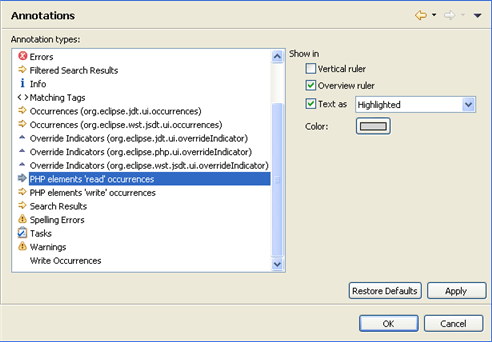 Annotations
Annotation types:
Errors
Filtered Search Results
Info
Matching Tags
Occurrences (org.eclipse.jdt.ui.occurrences)
Occurrences (org.eclipse.wst.jsdt.ui.occurrences)
Override Indicators (org.eclipse.jdt.ui.overrideIndicator)
Override Indicators (org.eclipse.php.ui.overrideIndicator)
Override Indicators (org.eclipse.wst.jsdt.ui.overrideIndicator)
PHP elements 'read' occurrences
PHP elements 'write' occurrences
Search Results
Spelling Errors
Tasks
Warnings
Write Occurrences
Show in
Vertical ruler
Overview ruler
Text as Highlighted
Color:
Restore Defaults Apply
OK Cancel